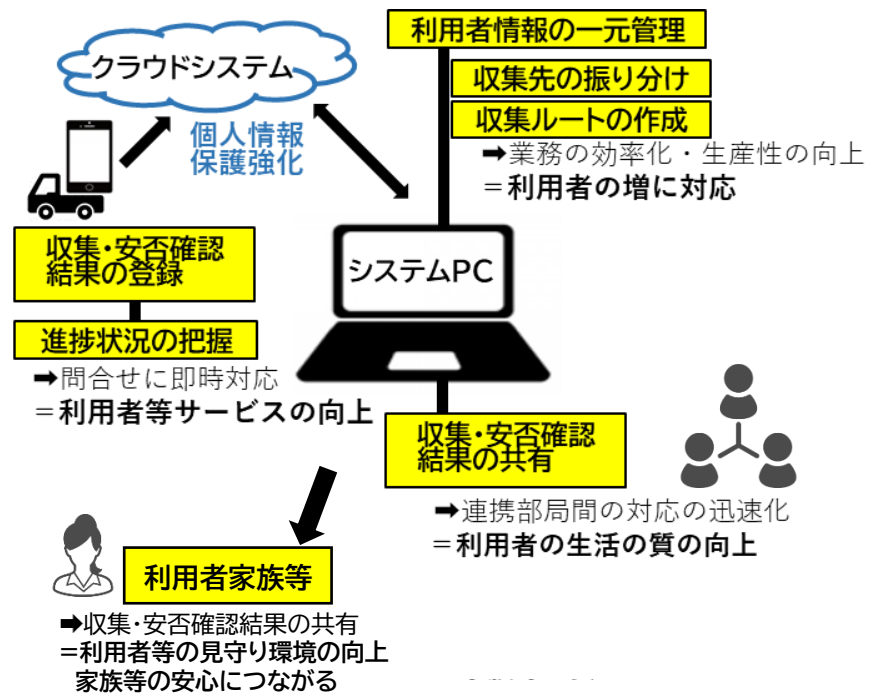 利用者情報の一元管理
クラウドシステム
収集先の振り分け
収集ルートの作成
個人情報
保護強化
➡業務の効率化・生産性の向上
＝利用者の増に対応
収集・安否確認
結果の登録
システムPC
進捗状況の把握
➡問合せに即時対応
＝利用者等サービスの向上
収集・安否確認
結果の共有
➡連携部局間の対応の迅速化
＝利用者の生活の質の向上
利用者家族等
➡収集・安否確認結果の共有
＝利用者等の見守り環境の向上
家族等の安心につながる